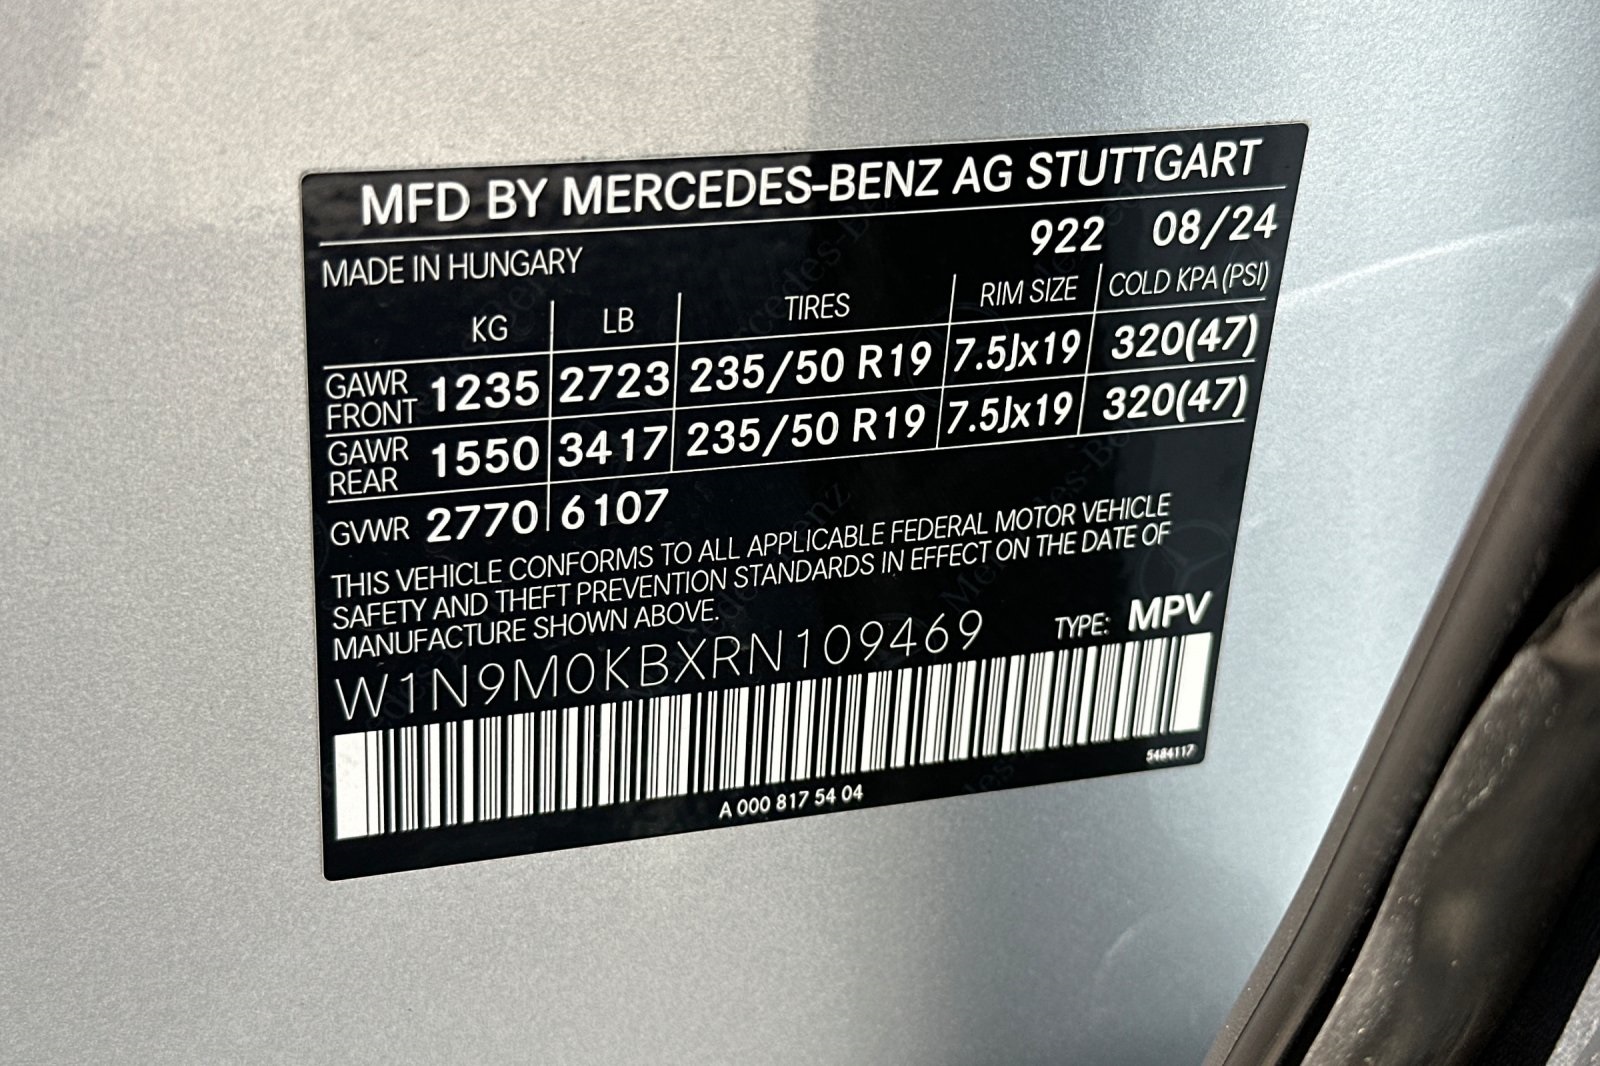 MFD BY MERCEDES-BENZ AG STUTTGART
MADE IN HUNGARY 922 08/24
KG LB TIRES RIM SIZE COLD KPA (PSI)
GAWR FRONT 1235 2723 235/50 R19 7.5Jx19 320(47)
GAWR REAR 1550 3417 235/50 R19 7.5Jx19 320(47)
GVWR 2770 6107
THIS VEHICLE CONFORMS TO ALL APPLICABLE FEDERAL MOTOR VEHICLE
SAFETY AND THEFT PREVENTION STANDARDS IN EFFECT ON THE DATE OF
MANUFACTURE SHOWN ABOVE.
W1N9M0KBXRN109469 TYPE: MPV
5484117
A 000 817 54 04